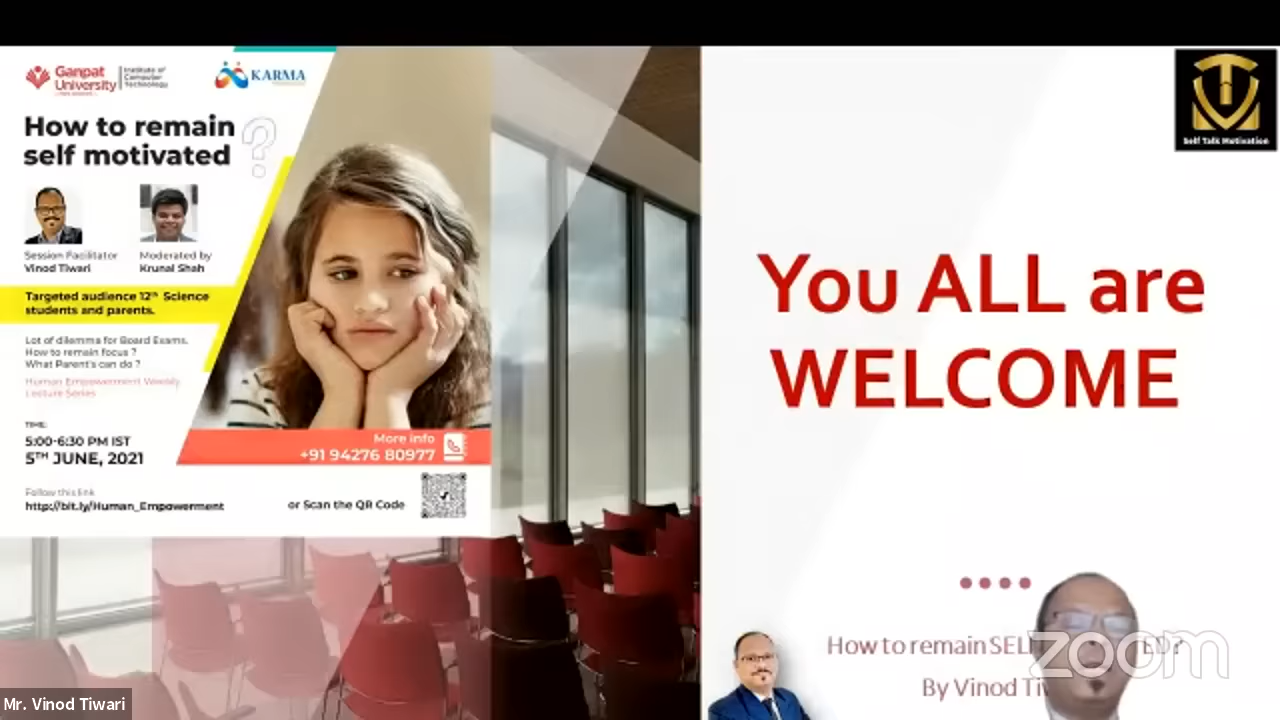 Ganpat
University
Institute of
Computer
Technology
KARMA
How to remain
self motivated ?
Session Facilitator
Vinod Tiwari
Moderated by
Krunal Shah
Targeted audience 12th Science
students and parents.
Lot of dilemma for Board Exams.
How to remain focus ?
What Parent's can do ?
Human Empowerment Weekly
Lecture Series
TIME:
5:00-6:30 PM IST
5TH JUNE, 2021
More info
+91 94276 80977
Follow this link
http://bit.ly/Human_Empowerment
or Scan the QR Code
Self Talk Motivation
You ALL are
WELCOME
How to remain SEL ED?
By Vinod Ti
zoom
Mr. Vinod Tiwari